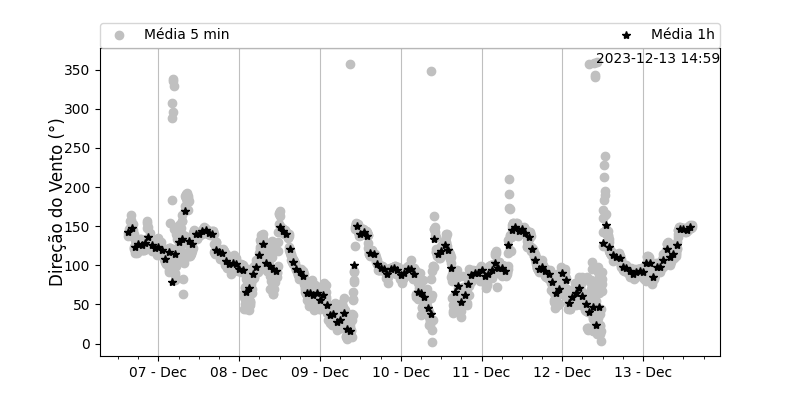 Média 5 min
Média 1h
2023-12-13 14:59
Direção do Vento (°)
350
300
250
200
150
100
50
0
07 - Dec
08 - Dec
09 - Dec
10 - Dec
11 - Dec
12 - Dec
13 - Dec